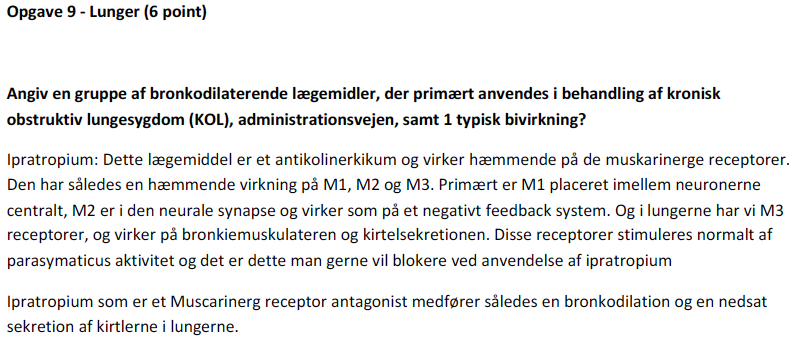 Opgave 9 - Lunger (6 point)
Angiv en gruppe af bronkodilaterende lægemidler, der primært anvendes i behandling af kronisk
obstruktiv lungesygdom (KOL), administrationsvejen, samt 1 typisk bivirkning?
Ipratropium: Dette lægemiddel er et antikolinerkikum og virker hæmmende på de muskarinerge receptorer.
Den har således en hæmmende virkning på M1, M2 og M3. Primært er M1 placeret imellem neuronerne
centralt, M2 er i den neurale synapse og virker som på et negativt feedback system. Og i lungerne har vi M3
receptorer, og virker på bronkiemuskulateren og kirtelsekretionen. Disse receptorer stimuleres normalt af
parasymaticus aktivitet og det er dette man gerne vil blokere ved anvendelse af ipratropium
Ipratropium som er et Muscarinerg receptor antagonist medfører således en bronkodilation og en nedsat
sekretion af kirtlerne i lungerne.